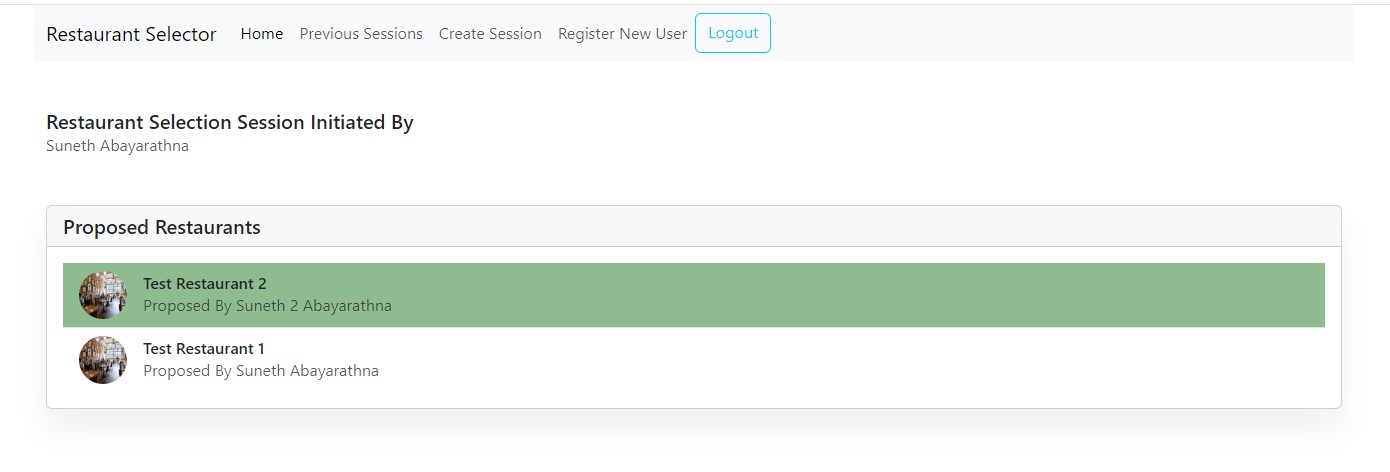 Restaurant Selector Home Previous Sessions Create Session Register New User Logout
Restaurant Selection Session Initiated By
Suneth Abayarathna
Proposed Restaurants
Test Restaurant 2
Proposed By Suneth 2 Abayarathna
Test Restaurant 1
Proposed By Suneth Abayarathna